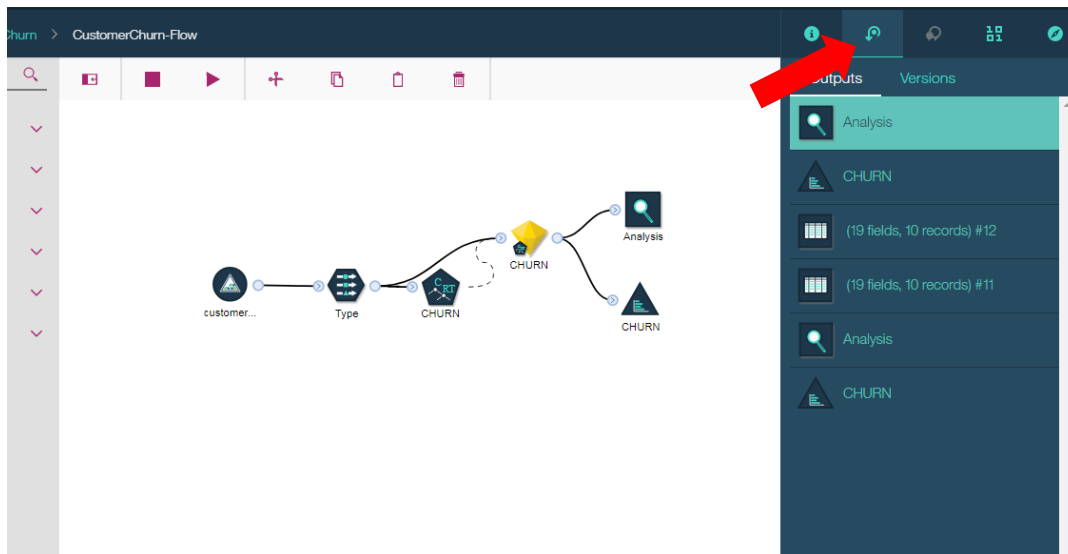 Churn > CustomerChurn-Flow
Outputs Versions
Analysis
CHURN
(19 fields, 10 records) #12
(19 fields, 10 records) #11
Analysis
CHURN
Analysis
CHURN
customer...
Type
C
RT
CHURN
CHURN